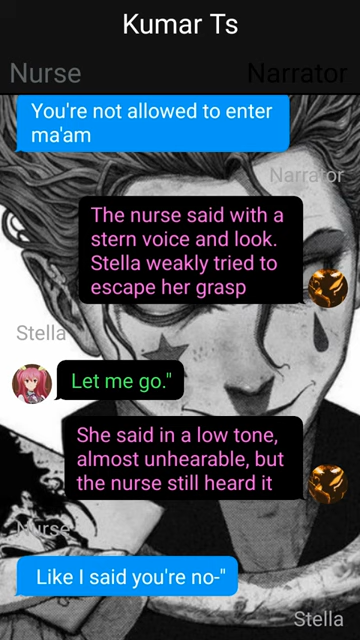 Kumar Ts
Nurse
Narrator
You're not allowed to enter
ma'am
Narrator
The nurse said with a
stern voice and look.
Stella weakly tried to
escape her grasp
Stella
Let me go."
She said in a low tone,
almost unhearable, but
the nurse still heard it
Nurse
Like I said you're no-"
Stella